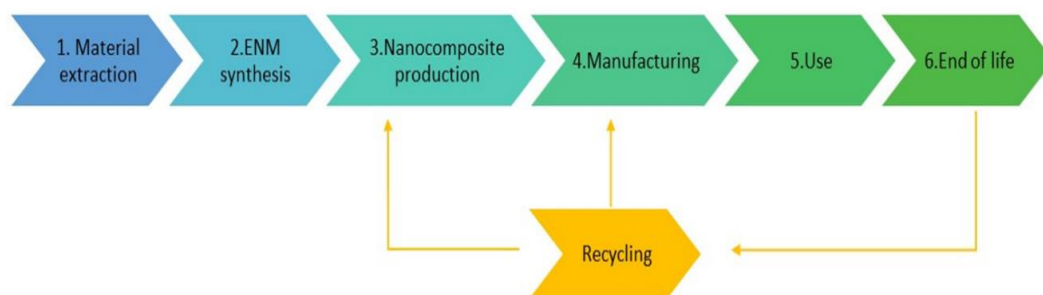 1. Material
extraction
2.ENM
synthesis
3.Nanocomposite
production
4.Manufacturing
5.Use
6.End of life
Recycling